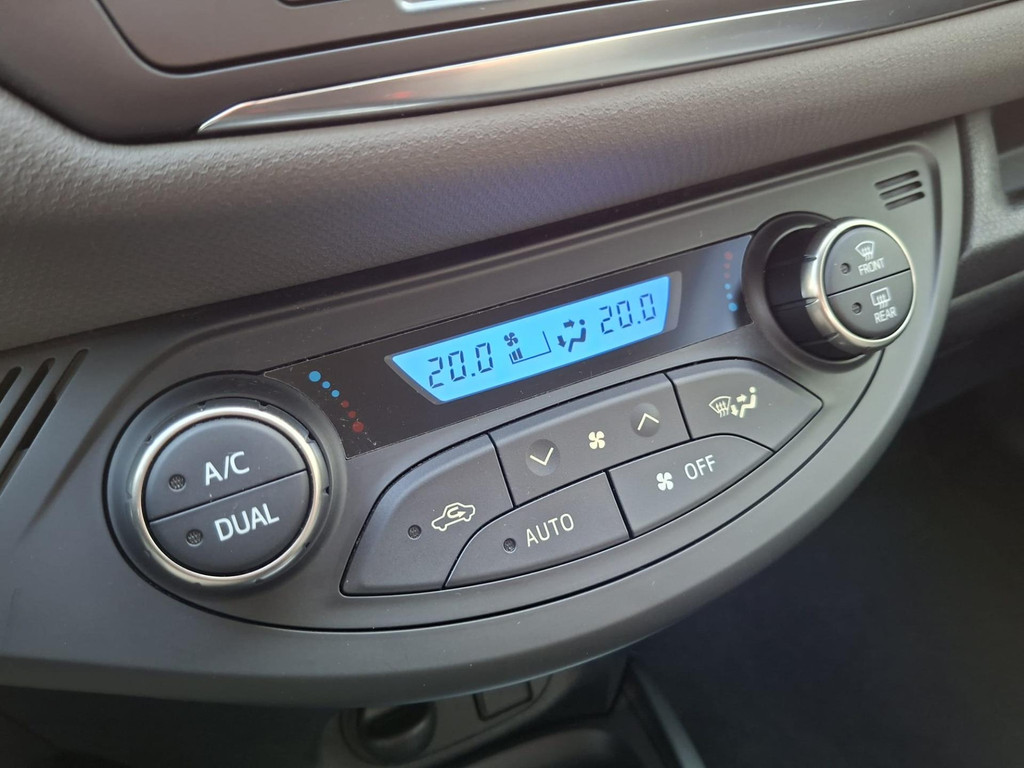 20.0
20.0
FRONT
REAR
A/C
DUAL
AUTO
OFF